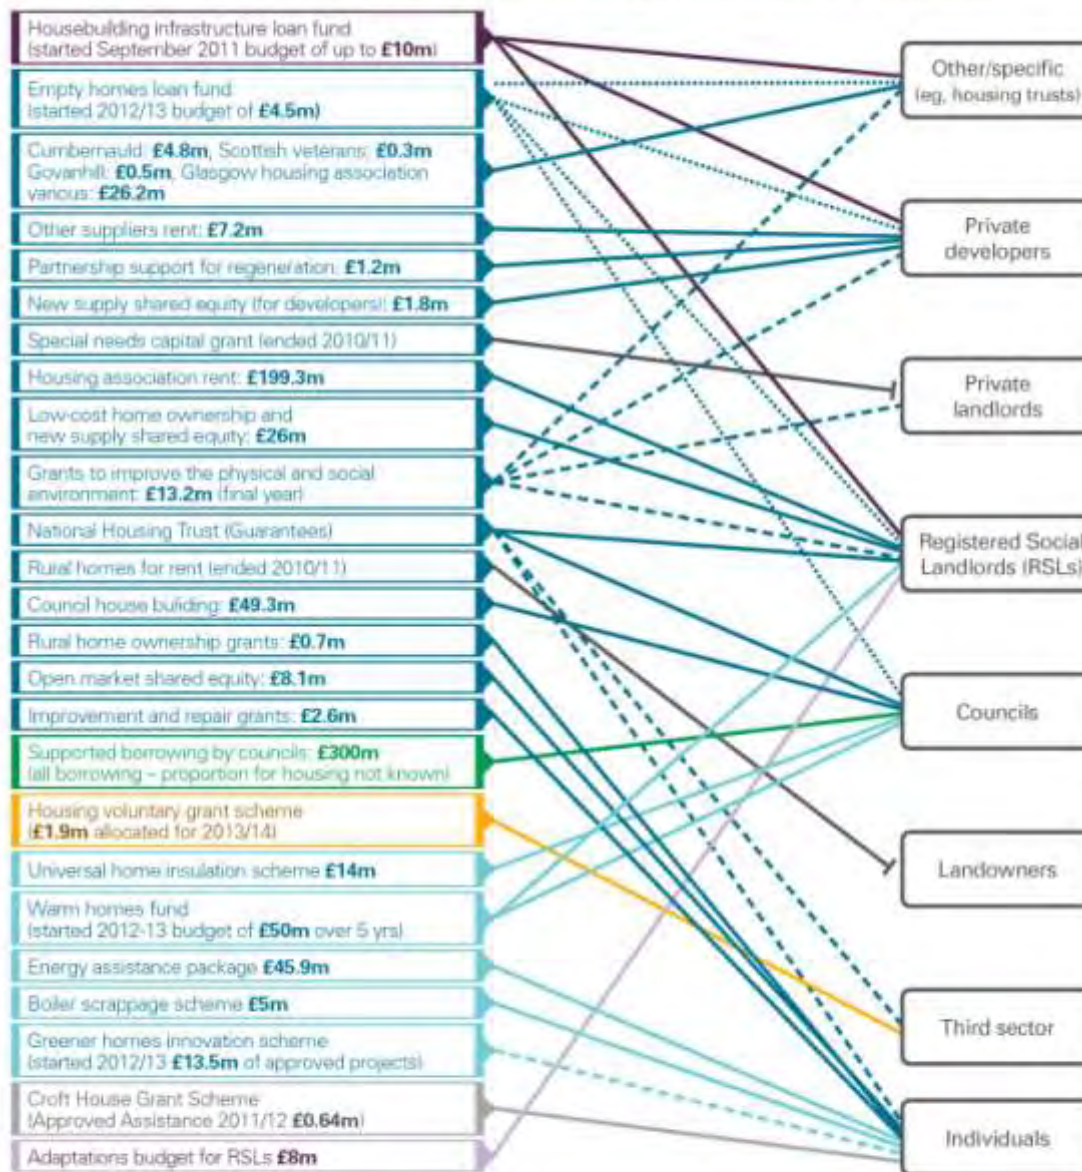 Housebuilding infrastructure loan fund
(started September 2011 budget of up to £10m)
Empty homes loan fund
(started 2012/13 budget of £4.5m)
Cumbernauld: £4.8m, Scottish veterans: £0.3m
Govanhill: £0.5m, Glasgow housing association
various: £26.2m
Other suppliers rent: £7.2m
Partnership support for regeneration: £1.2m
New supply shared equity (for developers): £1.8m
Special needs capital grant (ended 2010/11)
Housing association rent: £199.3m
Low-cost home ownership and
new supply shared equity: £26m
Grants to improve the physical and social
environment: £13.2m (final year)
National Housing Trust (Guarantees)
Rural homes for rent (ended 2010/11)
Council house building: £49.3m
Rural home ownership grants: £0.7m
Open market shared equity: £8.1m
Improvement and repair grants: £2.6m
Supported borrowing by councils: £300m
(all borrowing – proportion for housing not known)
Housing voluntary grant scheme
(£1.9m allocated for 2013/14)
Universal home insulation scheme £14m
Warm homes fund
(started 2012-13 budget of £50m over 5 yrs)
Energy assistance package £45.9m
Boiler scrappage scheme £5m
Greener homes innovation scheme
(started 2012/13 £13.5m of approved projects)
Croft House Grant Scheme
(Approved Assistance 2011/12 £0.64m)
Adaptations budget for RSLs £8m
Other/specific
(eg, housing trusts)
Private
developers
Private
landlords
Registered Social
Landlords (RSLs)
Councils
Landowners
Third sector
Individuals